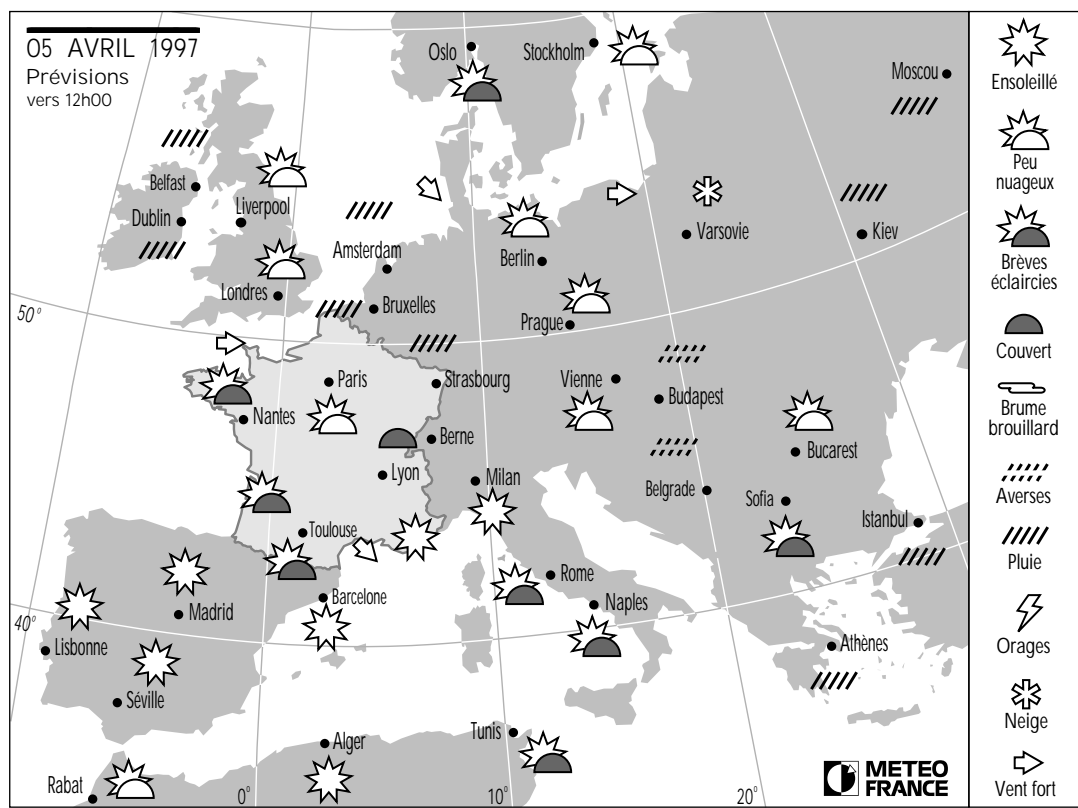 05 AVRIL 1997
Prévisions
vers 12h00
Oslo
Stockholm
Moscou
Belfast
Dublin
Liverpool
Amsterdam
Varsovie
Kiev
Berlin
Londres
Bruxelles
50°
Prague
Paris
Strasbourg
Vienne
Budapest
Nantes
Berne
Bucarest
Lyon
Milan
Belgrade
Sofia
Istanbul
Toulouse
Rome
Barcelone
Naples
Madrid
40°
Lisbonne
Athènes
Séville
Alger
Tunis
Rabat
0°
10°
20°
METEO
FRANCE
Ensoleillé
Peu
nuageux
Brèves
éclaircies
Couvert
Brume
brouillard
Averses
Pluie
Orages
Neige
Vent fort